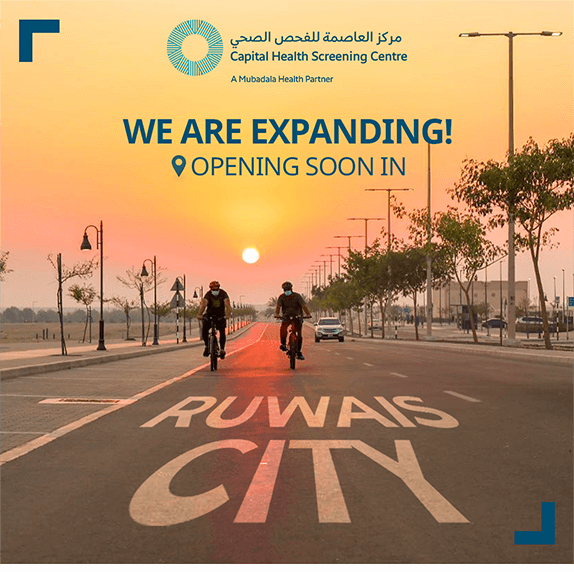 مركز العاصمة للفحص الصحي
Capital Health Screening Centre
A Mubadala Health Partner
WE ARE EXPANDING!
OPENING SOON IN
RUWAIS
CITY